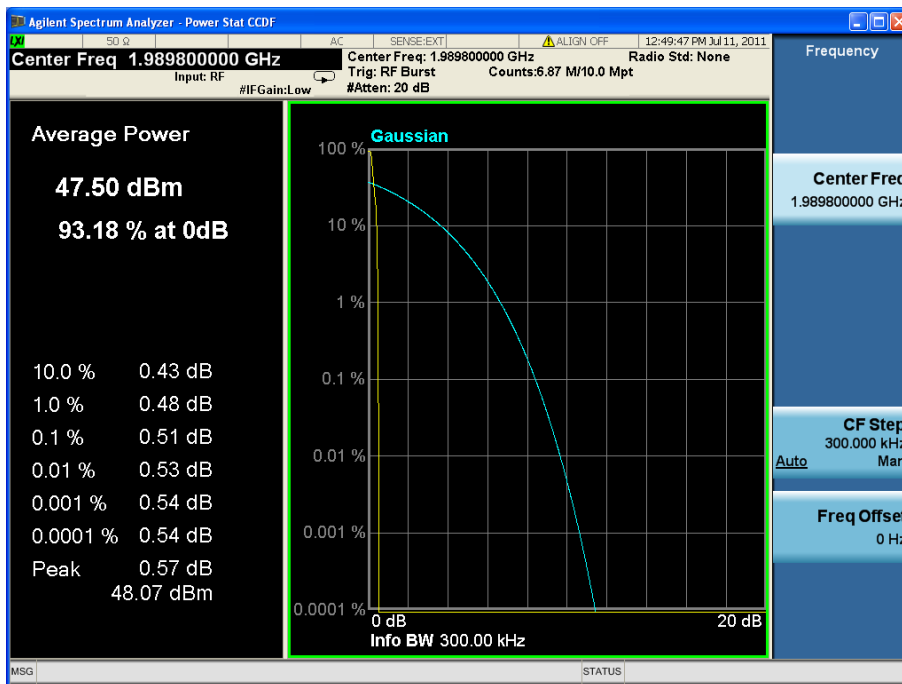 Agilent Spectrum Analyzer - Power Stat CCDF
LXI 50 Ω AC SENSE:EXT ALIGN OFF 12:49:47 PM Jul 11, 2011
Center Freq 1.989800000 GHz
Input: RF
#IFGain:Low
Center Freq: 1.989800000 GHz Radio Std: None
Trig: RF Burst Counts:6.87 M/10.0 Mpt
#Atten: 20 dB
Frequency
Average Power
47.50 dBm
93.18 % at 0dB
10.0 % 0.43 dB
1.0 % 0.48 dB
0.1 % 0.51 dB
0.01 % 0.53 dB
0.001 % 0.54 dB
0.0001 % 0.54 dB
Peak 0.57 dB
48.07 dBm
Gaussian
100 %
10 %
1 %
0.1 %
0.01 %
0.001 %
0.0001 %
0 dB 20 dB
Info BW 300.00 kHz
Center Freq
1.989800000 GHz
CF Step
300.000 kHz
Auto Man
Freq Offset
0 Hz
MSG STATUS